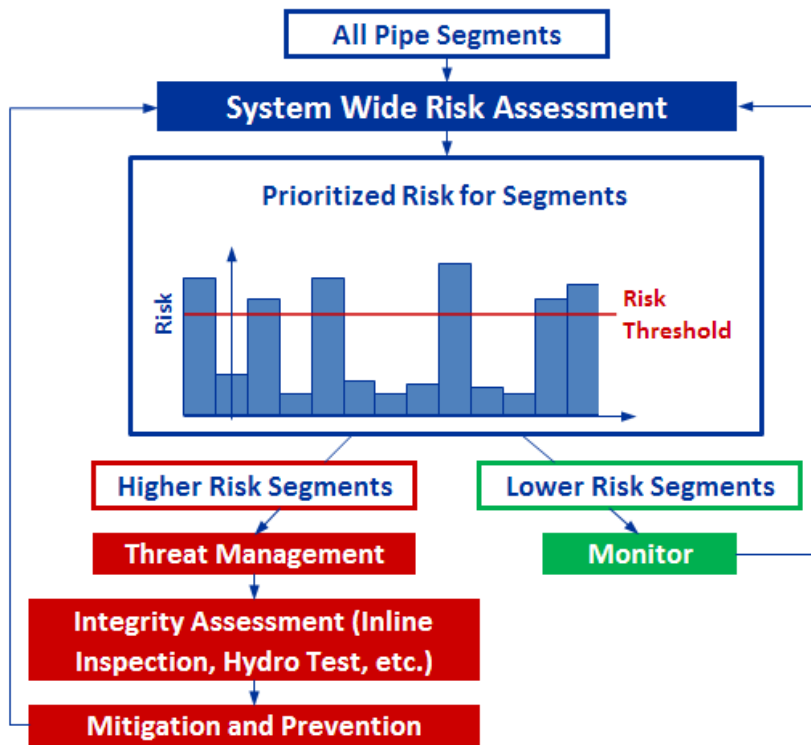 All Pipe Segments
System Wide Risk Assessment
Prioritized Risk for Segments
Risk
Risk
Threshold
Higher Risk Segments
Lower Risk Segments
Threat Management
Monitor
Integrity Assessment (Inline
Inspection, Hydro Test, etc.)
Mitigation and Prevention